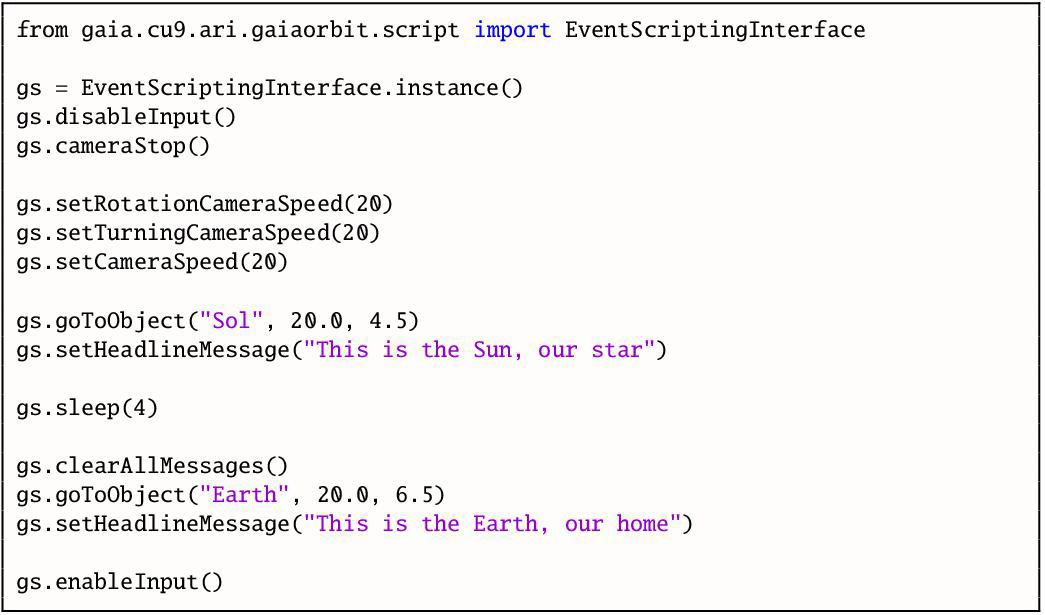 from gaia.cu9.ari.gaiaorbit.script import EventScriptingInterface
gs = EventScriptingInterface.instance()
gs.disableInput()
gs.cameraStop()
gs.setRotationCameraSpeed(20)
gs.setTurningCameraSpeed(20)
gs.setCameraSpeed(20)
gs.goToObject("Sol", 20.0, 4.5)
gs.setHeadlineMessage("This is the Sun, our star")
gs.sleep(4)
gs.clearAllMessages()
gs.goToObject("Earth", 20.0, 6.5)
gs.setHeadlineMessage("This is the Earth, our home")
gs.enableInput()